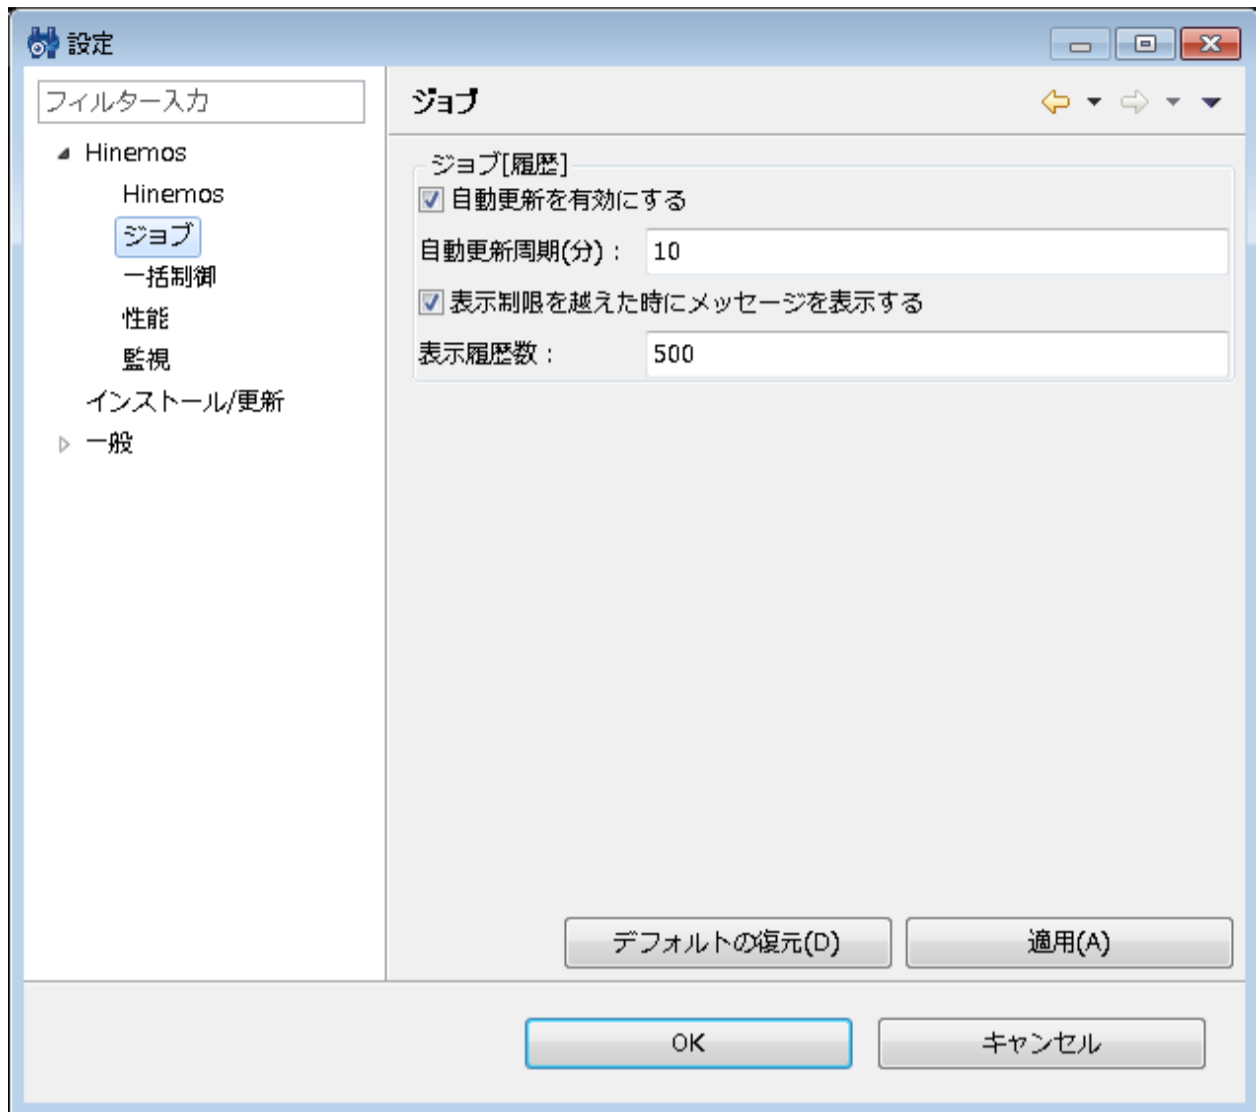 設定
フィルター入力
Hinemos
Hinemos
ジョブ
一括制御
性能
監視
インストール/更新
一般
ジョブ
ジョブ[履歴]
自動更新を有効にする
自動更新周期(分) : 10
表示制限を越えた時にメッセージを表示する
表示履歴数 : 500
デフォルトの復元(D) 適用(A)
OK キャンセル